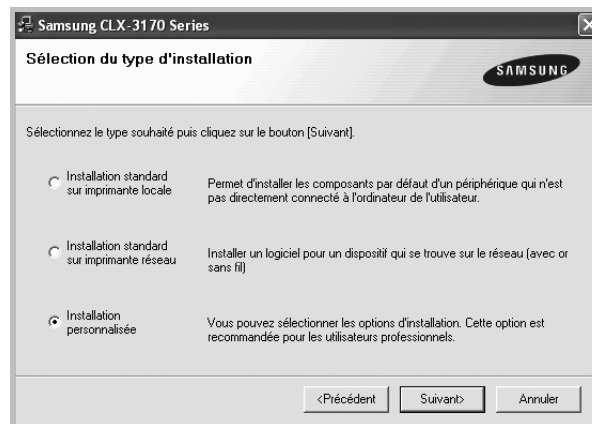 Samsung CLX-3170 Series
Sélection du type d'installation
SAMSUNG
Sélectionnez le type souhaité puis cliquez sur le bouton [Suivant].
Installation standard
sur imprimante locale
Permet d'installer les composants par défaut d'un périphérique qui n'est
pas directement connecté à l'ordinateur de l'utilisateur.
Installation standard
sur imprimante réseau
Installer un logiciel pour un dispositif qui se trouve sur le réseau (avec or
sans fil)
Installation
personnalisée
Vous pouvez sélectionner les options d'installation. Cette option est
recommandée pour les utilisateurs professionnels.
<Précédent
Suivant>
Annuler